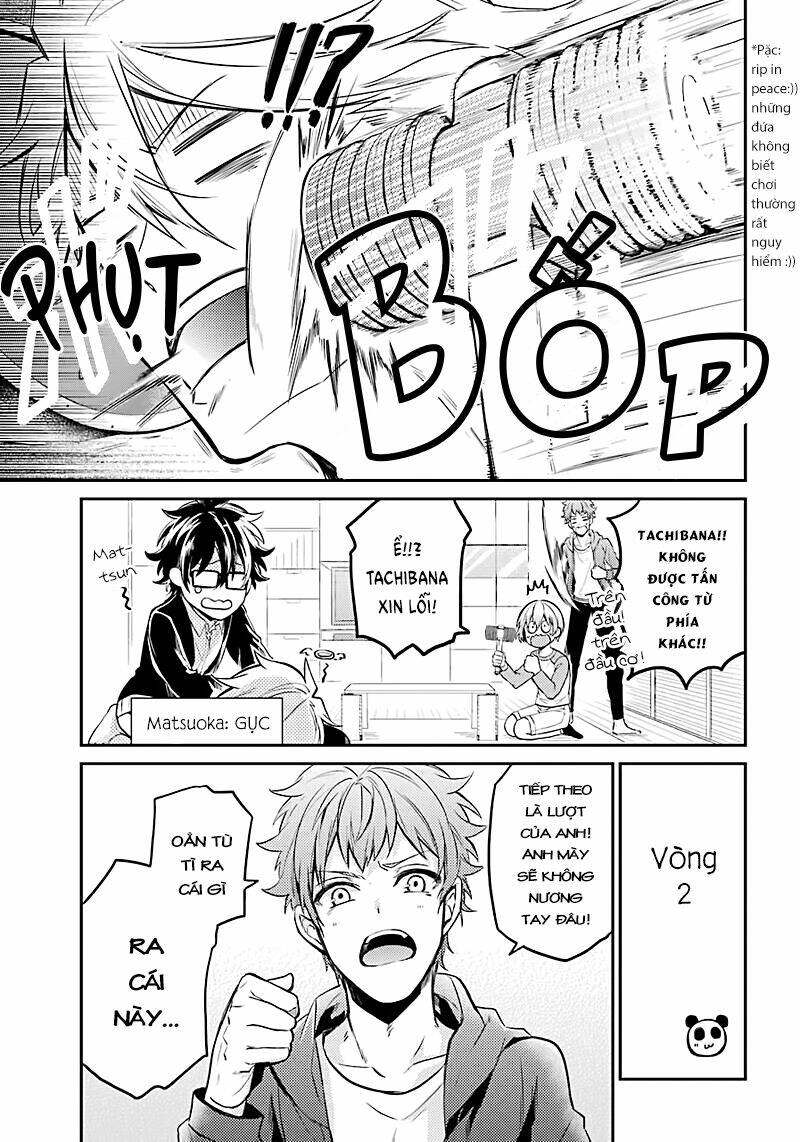 !!?
BỐP
PHỤT
*Pặc:
rip in
peace:))
những
đứa
không
biết
chơi
thường
rất
nguy
hiểm :))
TACHIBANA!!
KHÔNG
ĐƯỢC TẤN
CÔNG TỪ
PHÍA
KHÁC!!
Trên
đầu! trên
đầu cơ!
Ể!!?
TACHIBANA
XIN LỖI!
Mat-
tsun
Matsuoka: GỤC
Vòng
2
TIẾP THEO
LÀ LƯỢT
CỦA ANH!
ANH MÀY
SẼ KHÔNG
NƯƠNG
TAY ĐÂU!
OẲN TÙ
TÌ RA
CÁI GÌ
RA
CÁI
NÀY...